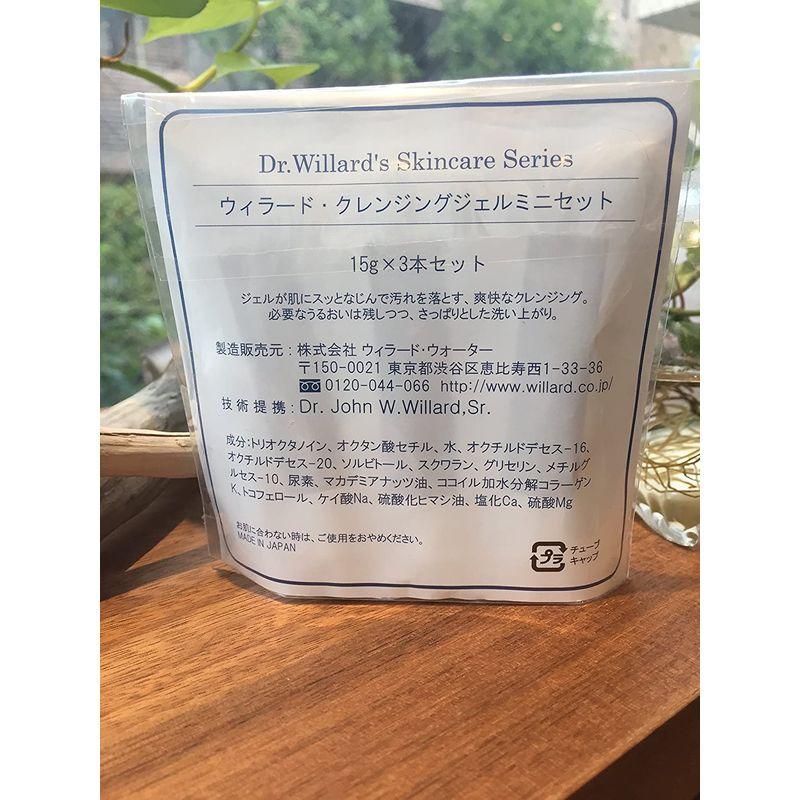 Dr.Willard's Skincare Series
ウィラード・クレンジングジェルミニセット
15g×3本セット
ジェルが肌にスッとなじんで汚れを落とす、爽快なクレンジング。
必要なうるおいは残しつつ、さっぱりとした洗い上がり。
製造販売元:株式会社 ウィラード・ウォーター
〒150-0021 東京都渋谷区恵比寿西1-33-36
0120-044-066 http://www.willard.co.jp/
技術提携:Dr. John W.Willard,Sr.
成分:トリオクタノイン、オクタン酸セチル、水、オクチルドデセス-16、
オクチルドデセス-20、ソルビトール、スクワラン、グリセリン、メチルグ
ルセス-10、尿素、マカデミアナッツ油、ココイル加水分解コラーゲン
K、トコフェロール、ケイ酸Na、硫酸化ヒマシ油、塩化Ca、硫酸Mg
お肌に合わない時は、ご使用をおやめください。
MADE IN JAPAN
プラ
チューブ
キャップ